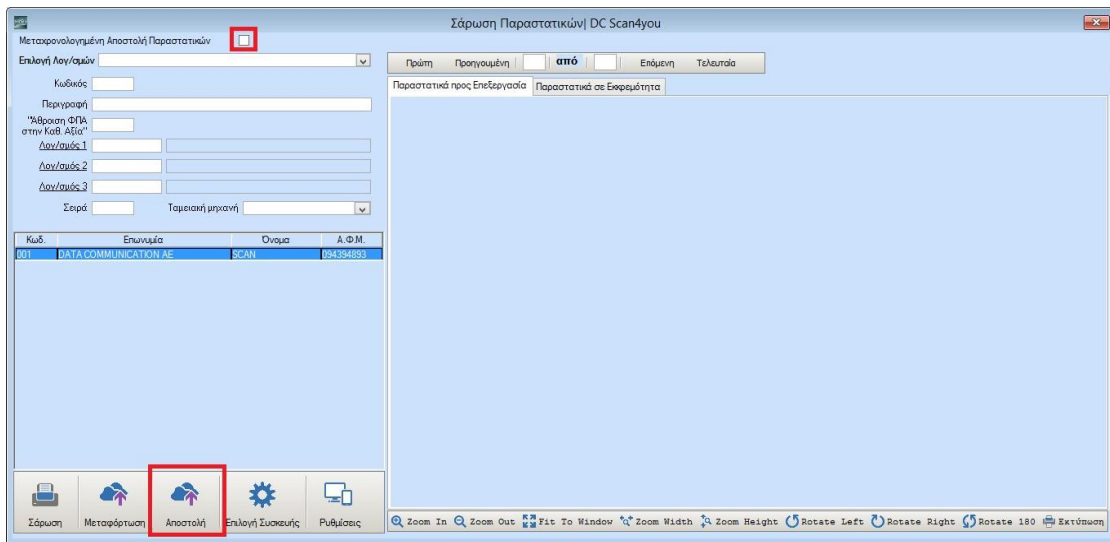 Σάρωση Παραστατικών| DC Scan4you
Μεταχρονολογημένη Αποστολή Παραστατικών
Επιλογή Λογ/σμών
Κωδικός
Περιγραφή
"Άθροιση ΦΠΑ
στην Καθ. Αξία"
Λογ/σμός 1
Λογ/σμός 2
Λογ/σμός 3
Σειρά Ταμειακή μηχανή
Κωδ. Επωνυμία Όνομα Α.Φ.Μ.
001 DATA COMMUNICATION AE SCAN 094394893
Σάρωση Μεταφόρτωση Αποστολή Επιλογή Συσκευής Ρυθμίσεις
Πρώτη Προηγουμένη από Επόμενη Τελευταία
Παραστατικά προς Επεξεργασία Παραστατικά σε Εκκρεμότητα
Zoom In Zoom Out Fit To Window Zoom Width Zoom Height Rotate Left Rotate Right Rotate 180 Εκτύπωση